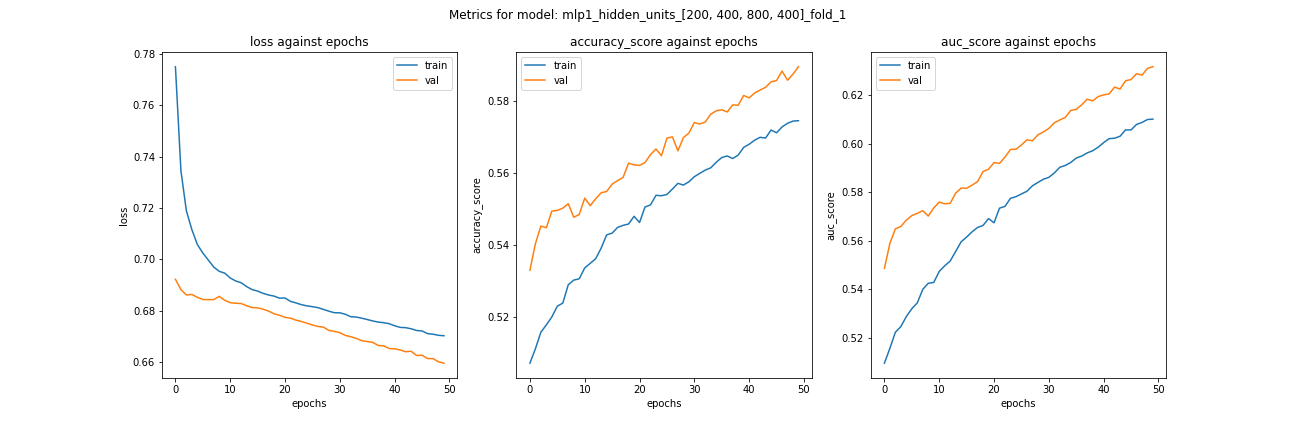 Metrics for model: mlp1_hidden_units_[200, 400, 800, 400]_fold_1
loss against epochs
train
val
loss
0.78
0.76
0.74
0.72
0.70
0.68
0.66
0
10
20
30
40
50
epochs
accuracy_score against epochs
train
val
accuracy_score
0.58
0.56
0.54
0.52
0
10
20
30
40
50
epochs
auc_score against epochs
train
val
auc_score
0.62
0.60
0.58
0.56
0.54
0.52
0
10
20
30
40
50
epochs